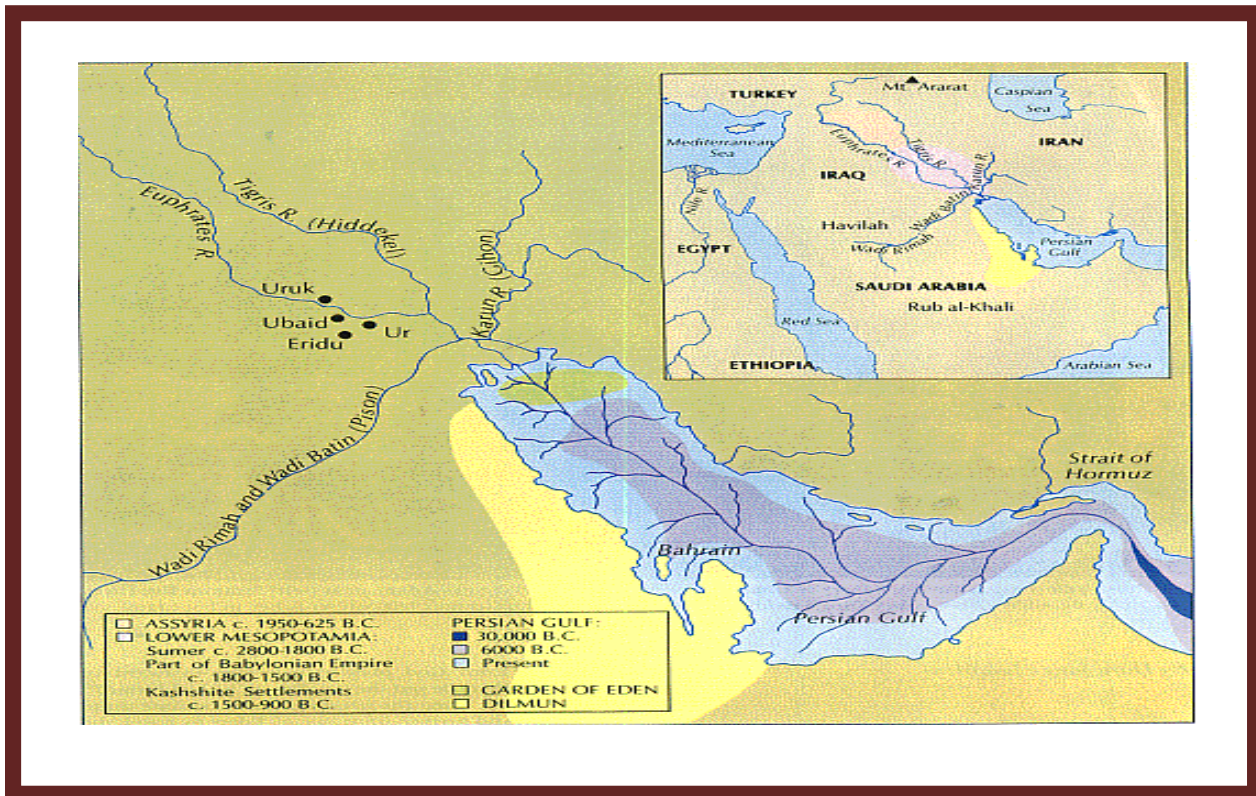 Euphrates R
Tigris R. (Hiddekel)
Karun R (Gihon)
Uruk
Ubaid
Ur
Eridu
Wadi Rimah and Wadi Batin (Pison)
Bahrain
Persian Gulf
Strait of
Hormuz
TURKEY
Mt. Ararat
Caspian
Sea
Mediterranean
Sea
IRAN
Euphrates R
Tigris R.
Karun R.
IRAQ
Nile R
Havilah
Wadi Batin
Wadi Rimah
Persian
Gulf
EGYPT
SAUDI ARABIA
Rub al-Khali
Red Sea
ETHIOPIA
Arabian Sea
ASSYRIA c. 1950-625 B.C.
LOWER MESOPOTAMIA:
Sumer c. 2800-1800 B.C.
Part of Babylonian Empire
c. 1800-1500 B.C.
Kashshite Settlements
c. 1500-900 B.C.
PERSIAN GULF:
30,000 B.C.
6000 B.C.
Present
GARDEN OF EDEN
DILMUN